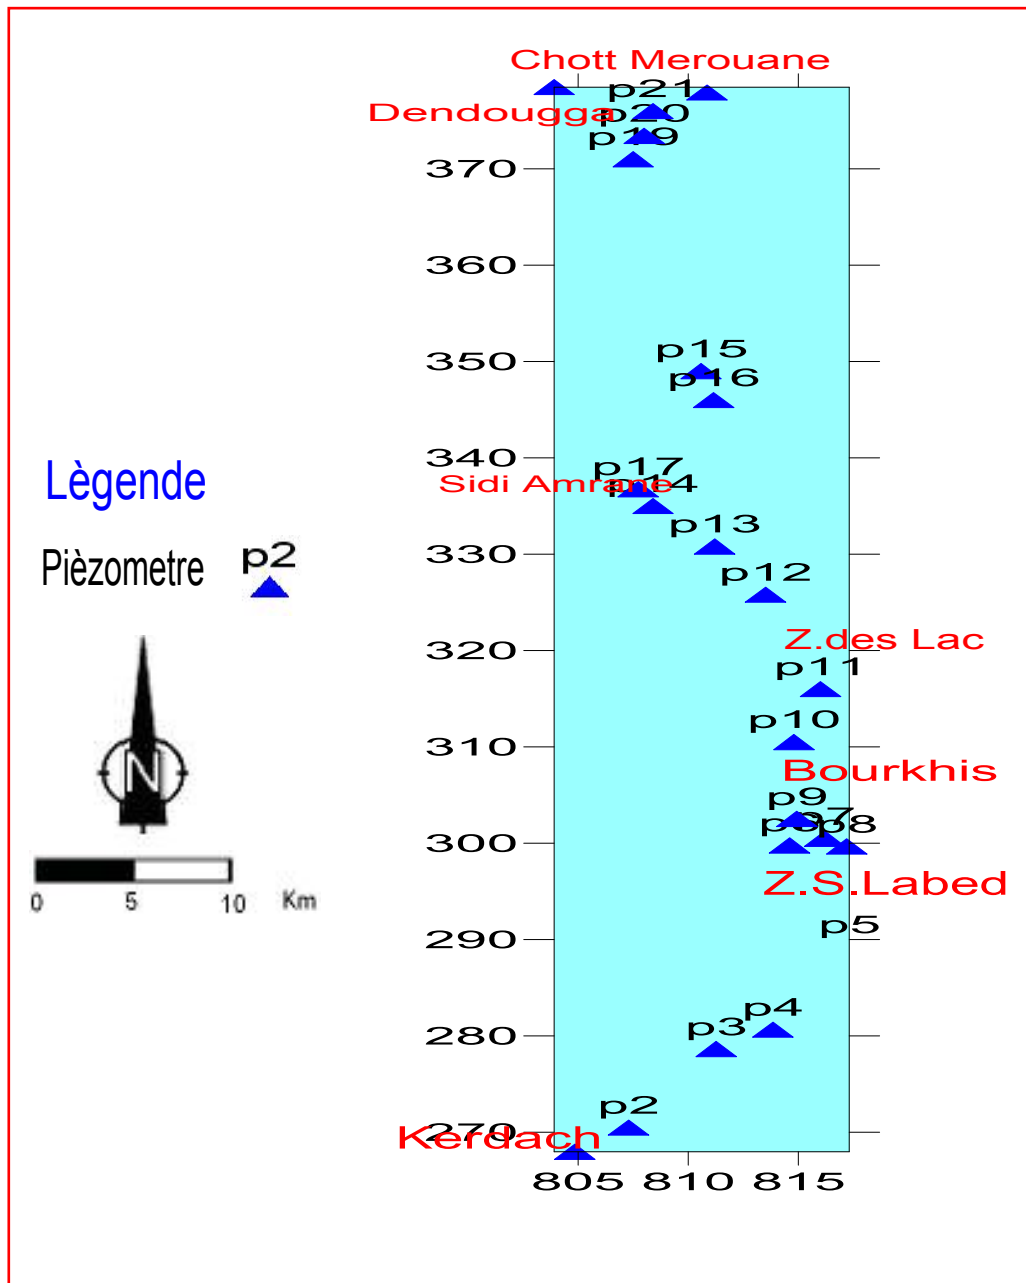 Chott Merouane
p21
Dendougga
p20
p19
370
360
350
p15
p16
340
p17
Sidi Amrane
p14
p13
330
p12
320
Z.des Lac
p11
p10
310
Bourkhis
p9
p7
p8
300
Z.S.Labed
p5
290
p4
p3
280
p2
270
Kerdach
805 810 815
Lègende
Pièzometre p2
N
0 5 10 Km